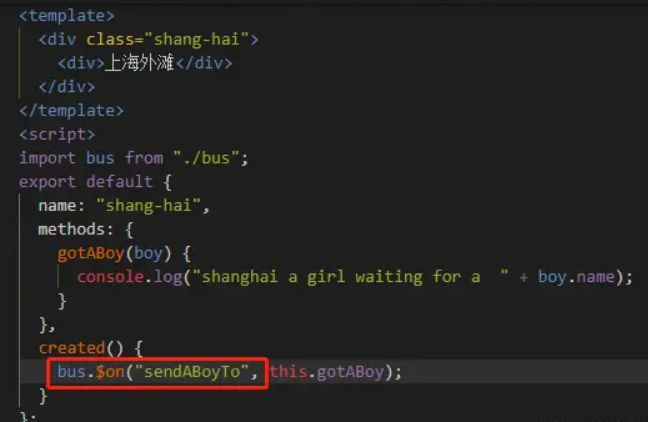 <template>
<div class="shang-hai">
<div>上海外滩</div>
</div>
</template>
<script>
import bus from "./bus";
export default {
name: "shang-hai",
methods: {
gotABoy(boy) {
console.log("shanghai a girl waiting for a  " + boy.name);
}
},
created() {
bus.$on("sendABoyTo", this.gotABoy);
}
};